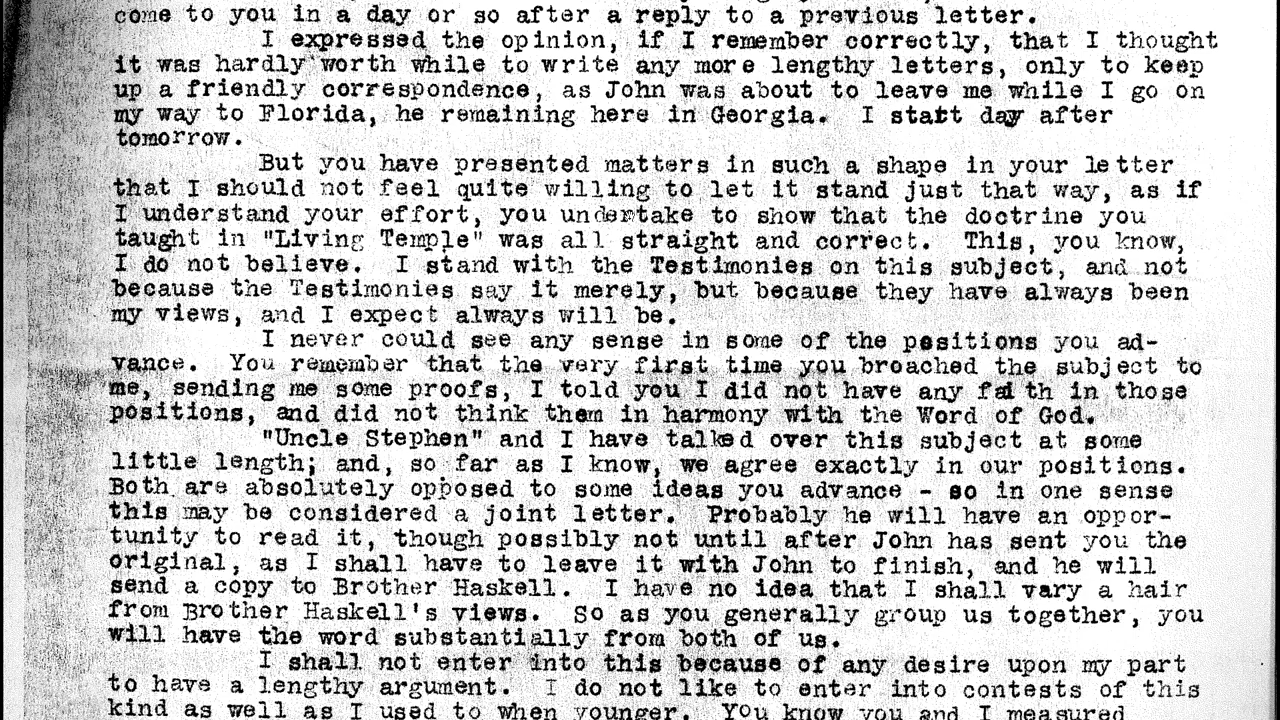 come to you in a day or so after a reply to a previous letter.
I expressed the opinion, if I remember correctly, that I thought
it was hardly worth while to write any more lengthy letters, only to keep
up a friendly correspondence, as John was about to leave me while I go on
my way to Florida, he remaining here in Georgia. I start day after
tomorrow.
But you have presented matters in such a shape in your letter
that I should not feel quite willing to let it stand just that way, as if
I understand your effort, you undertake to show that the doctrine you
taught in "Living Temple" was all straight and correct. This, you know,
I do not believe. I stand with the Testimonies on this subject, and not
because the Testimonies say it merely, but because they have always been
my views, and I expect always will be.
I never could see any sense in some of the positions you ad-
vance. You remember that the very first time you broached the subject to
me, sending me some proofs, I told you I did not have any faith in those
positions, and did not think them in harmony with the Word of God.
"Uncle Stephen" and I have talked over this subject at some
little length; and, so far as I know, we agree exactly in our positions.
Both are absolutely opposed to some ideas you advance - so in one sense
this may be considered a joint letter. Probably he will have an oppor-
tunity to read it, though possibly not until after John has sent you the
original, as I shall have to leave it with John to finish, and he will
send a copy to Brother Haskell. I have no idea that I shall vary a hair
from Brother Haskell's views. So as you generally group us together, you
will have the word substantially from both of us.
I shall not enter into this because of any desire upon my part
to have a lengthy argument. I do not like to enter into contests of this
kind as well as I used to when younger. You know you and I measured